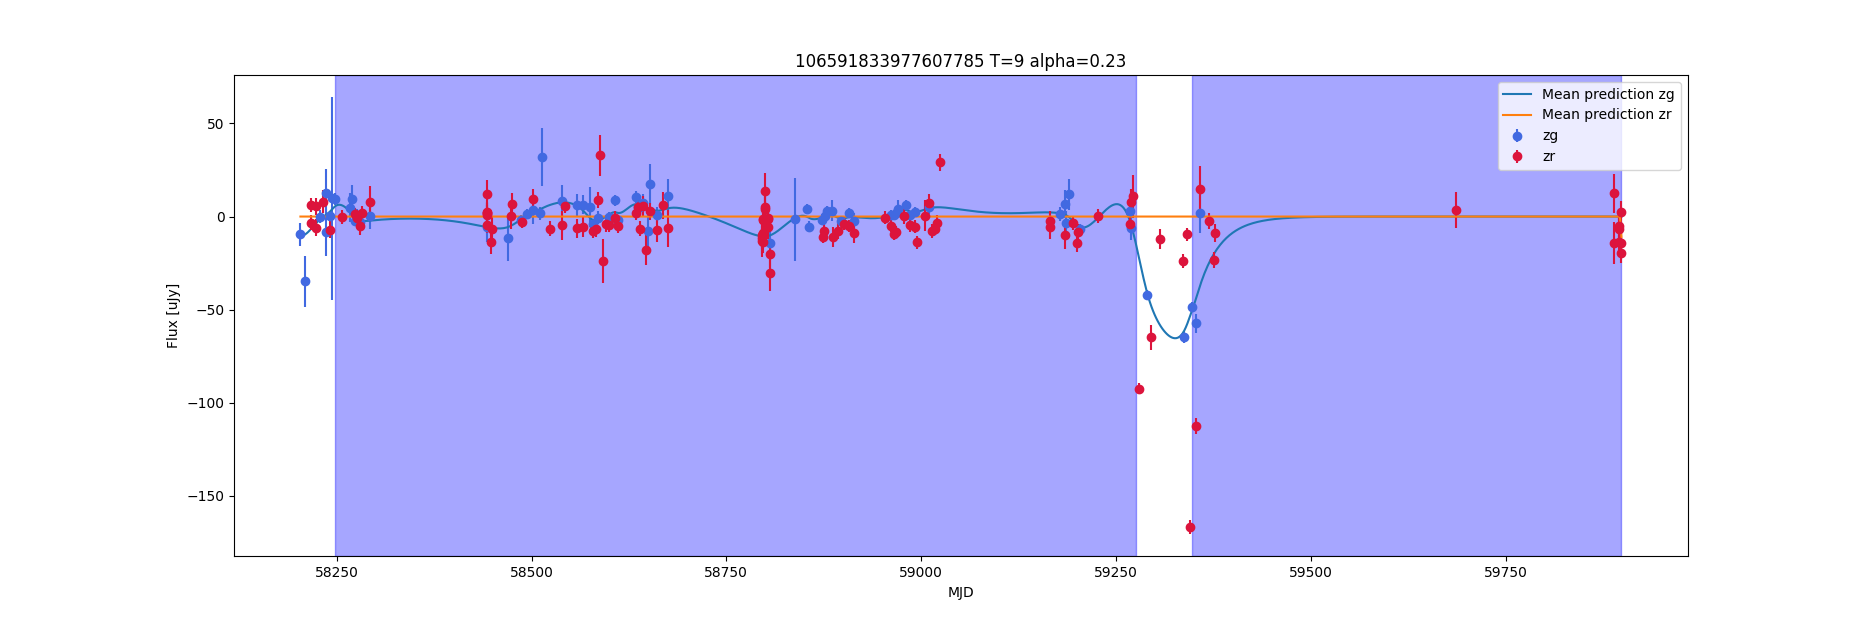 106591833977607785 T=9 alpha=0.23
Mean prediction zg
Mean prediction zr
zg
zr
50
0
−50
−100
−150
Flux [uJy]
58250
58500
58750
59000
59250
59500
59750
MJD